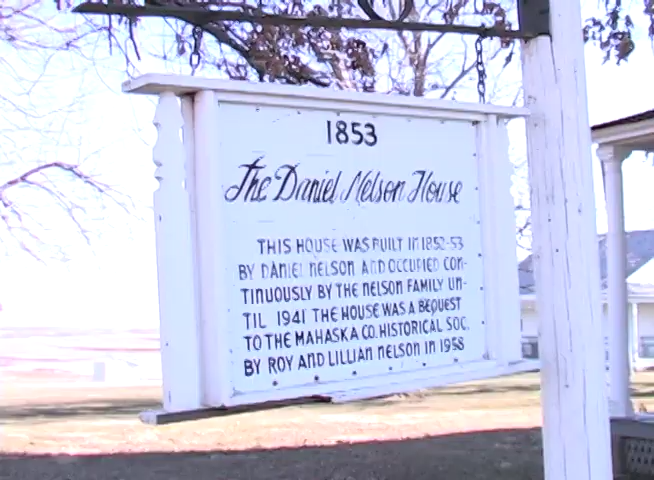 1853
The Daniel Nelson House
THIS HOUSE WAS BUILT IN 1852-53
BY DANIEL NELSON AND OCCUPIED CON-
TINUOUSLY BY THE NELSON FAMILY UN-
TIL 1941 THE HOUSE WAS A BEQUEST
TO THE MAHASKA CO. HISTORICAL SOC.
BY ROY AND LILLIAN NELSON IN 1958